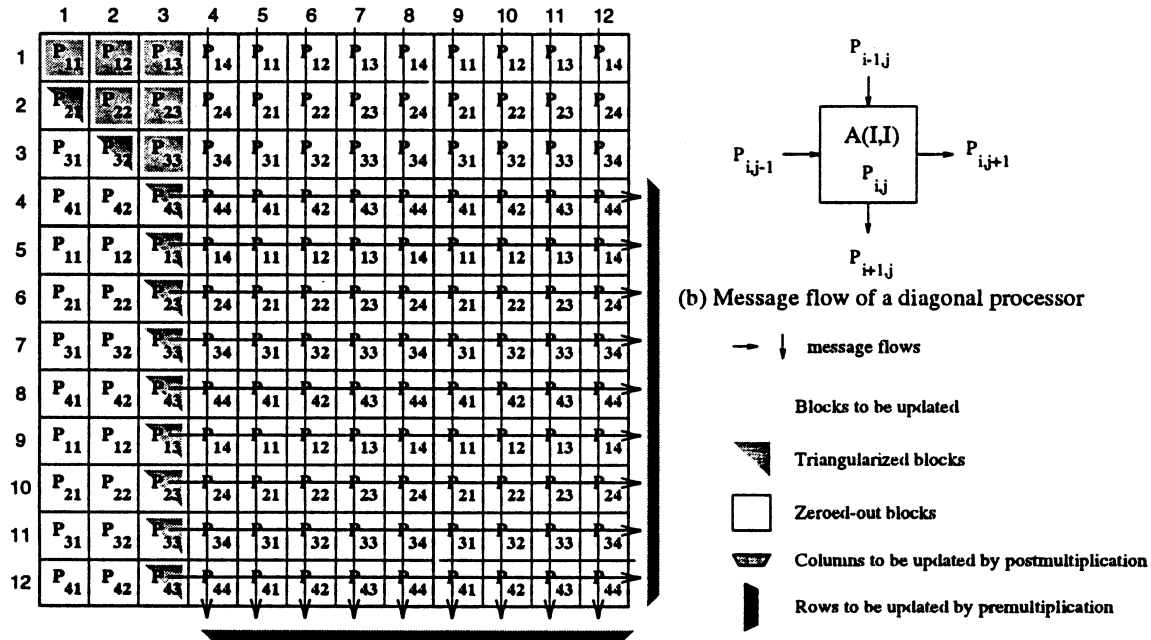 1 2 3 4 5 6 7 8 9 10 11 12
1 P11 P12 P13 P14 P11 P12 P13 P14 P11 P12 P13 P14
2 P21 P22 P23 P24 P21 P22 P23 P24 P21 P22 P23 P24
3 P31 P32 P33 P34 P31 P32 P33 P34 P31 P32 P33 P34
4 P41 P42 P43 P44 P41 P42 P43 P44 P41 P42 P43 P44
5 P11 P12 P13 P14 P11 P12 P13 P14 P11 P12 P13 P14
6 P21 P22 P23 P24 P21 P22 P23 P24 P21 P22 P23 P24
7 P31 P32 P33 P34 P31 P32 P33 P34 P31 P32 P33 P34
8 P41 P42 P43 P44 P41 P42 P43 P44 P41 P42 P43 P44
9 P11 P12 P13 P14 P11 P12 P13 P14 P11 P12 P13 P14
10 P21 P22 P23 P24 P21 P22 P23 P24 P21 P22 P23 P24
11 P31 P32 P33 P34 P31 P32 P33 P34 P31 P32 P33 P34
12 P41 P42 P43 P44 P41 P42 P43 P44 P41 P42 P43 P44
Pi-1,j
A(I,I)
Pi,j-1 Pi,j Pi,j+1
Pi+1,j
(b) Message flow of a diagonal processor
message flows
Blocks to be updated
Triangularized blocks
Zeroed-out blocks
Columns to be updated by postmultiplication
Rows to be updated by premultiplication